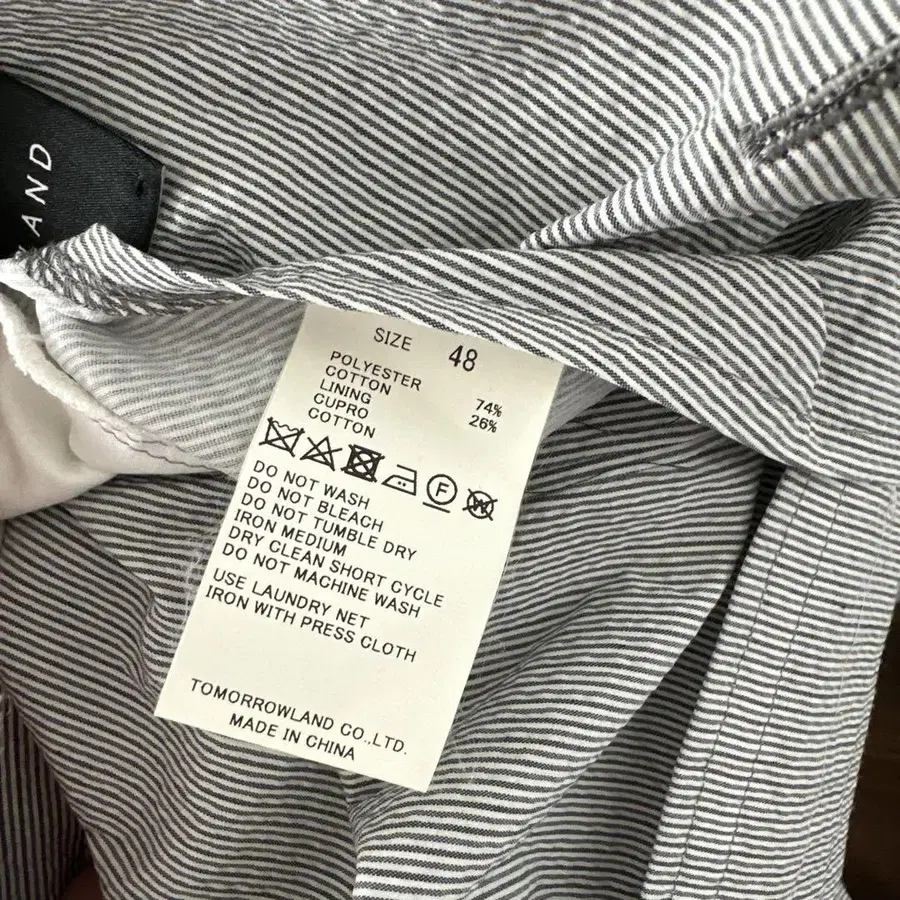 LAND
SIZE 48
POLYESTER 74%
COTTON 26%
LINING
CUPRO
COTTON
F
W
DO NOT WASH
DO NOT BLEACH
DO NOT TUMBLE DRY
IRON MEDIUM
DRY CLEAN SHORT CYCLE
DO NOT MACHINE WASH
USE LAUNDRY NET
IRON WITH PRESS CLOTH
TOMORROWLAND CO.,LTD.
MADE IN CHINA